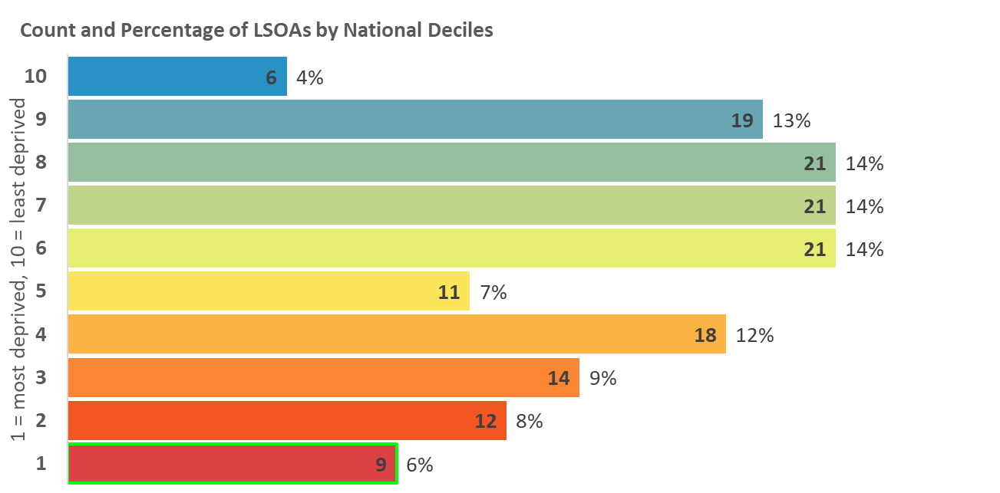 Count and Percentage of LSOAs by National Deciles
1 = most deprived, 10 = least deprived
10 6 4%
9 19 13%
8 21 14%
7 21 14%
6 21 14%
5 11 7%
4 18 12%
3 14 9%
2 12 8%
1 9 6%